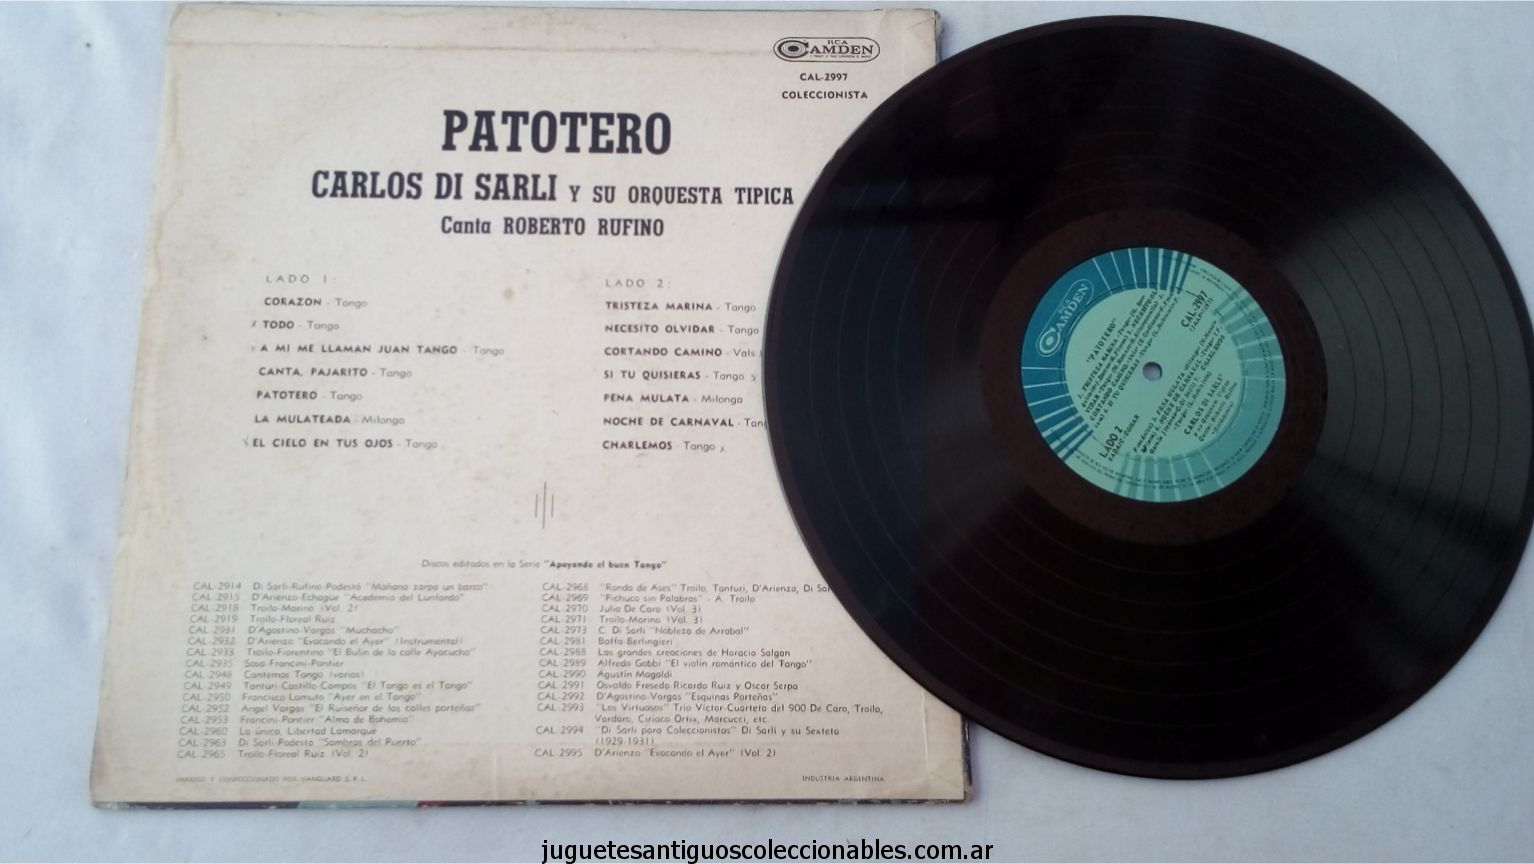 RCA
CAMDEN
CAL-2997
COLECCIONISTA
PATOTERO
CARLOS DI SARLI Y SU ORQUESTA TIPICA
Canta ROBERTO RUFINO
LADO 1:
CORAZON - Tango
TODO - Tango
A MI ME LLAMAN JUAN TANGO - Tango
CANTA, PAJARITO - Tango
PATOTERO - Tango
LA MULATEADA - Milonga
EL CIELO EN TUS OJOS - Tango
LADO 2:
TRISTEZA MARINA - Tango
NECESITO OLVIDAR - Tango
CORTANDO CAMINO - Vals
SI TU QUISIERAS - Tango
PENA MULATA - Milonga
NOCHE DE CARNAVAL - Tan
CHARLEMOS - Tango
Discos editados en la Serie "Apoyando el buen Tango"
CAL-2914 Di Sarli-Rufino-Podestá "Mañana zarpa un barco"
CAL-2915 D'Arienzo-Echagüe "Academia del Lunfardo"
CAL-2918 Troilo-Marino (Vol. 2)
CAL-2919 Troilo-Floreal Ruiz
CAL-2931 D'Agostino-Vargas "Muchacho"
CAL-2932 D'Arienzo "Evocando el Ayer" (Instrumental)
CAL-2933 Troilo-Fiorentino "El Bulín de la calle Ayacucho"
CAL-2935 Sosa-Francini-Pontier
CAL-2948 Cantemos Tango (varios)
CAL-2949 Tanturi-Castillo-Campos "El Tango es el Tango"
CAL-2950 Francisco Lomuto "Ayer en el Tango"
CAL-2952 Angel Vargas "El Ruiseñor de las calles porteñas"
CAL-2953 Francini-Pontier "Alma de Bohemio"
CAL-2960 La única, Libertad Lamarque
CAL-2963 Di Sarli-Podestá "Sombras del Puerto"
CAL-2965 Troilo-Floreal Ruiz (Vol. 2)
CAL-2968 "Ronda de Ases" Troilo, Tanturi, D'Arienzo, Di Sar
CAL-2969 "Pichuco sin Palabras" - A. Troilo
CAL-2970 Julio De Caro (Vol. 3)
CAL-2971 Troilo-Marino (Vol. 3)
CAL-2973 C. Di Sarli "Nobleza de Arrabal"
CAL-2981 Baffa-Berlingieri
CAL-2988 Las grandes creaciones de Horacio Salgan
CAL-2989 Alfredo Gobbi "El violín romántico del Tango"
CAL-2990 Agustín Magaldi
CAL-2991 Osvaldo Fresedo-Ricardo Ruiz y Oscar Serpa
CAL-2992 D'Agostino-Vargas "Esquinas Porteñas"
CAL-2993 "Los Virtuosos" Trío Víctor-Cuarteto del 900-De Caro, Troilo,
Vardaro, Ciriaco Ortiz, Marcucci, etc.
CAL-2994 "Di Sarli para Coleccionistas" Di Sarli y su Sexteto
(1929-1931)
CAL-2995 D'Arienzo "Evocando el Ayer" (Vol. 2)
IMPRESO Y CONFECCIONADO POR VANGUARD S.R.L.
INDUSTRIA ARGENTINA
RCA
CAMDEN
"PATOTERO"
CAL-2997
LADO 2
CARLOS DI SARLI
juguetesantiguoscoleccionables.com.ar